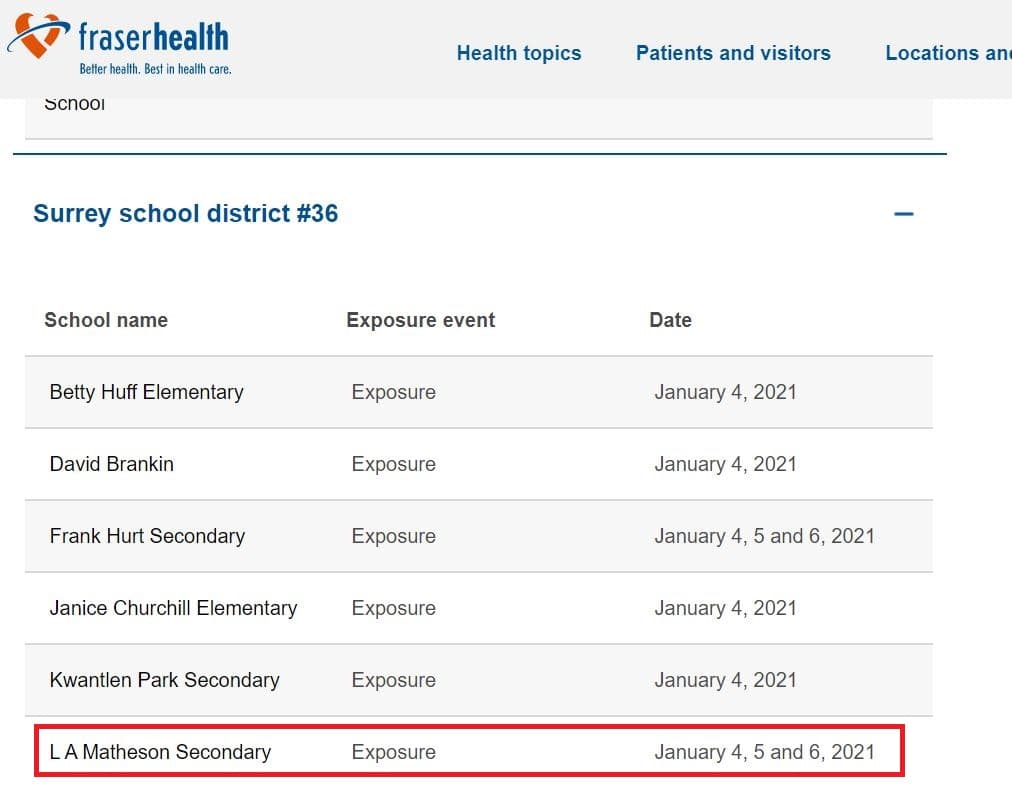 fraserhealth
Better health. Best in health care.
Health topics Patients and visitors Locations an
School
Surrey school district #36
School name Exposure event Date
Betty Huff Elementary Exposure January 4, 2021
David Brankin Exposure January 4, 2021
Frank Hurt Secondary Exposure January 4, 5 and 6, 2021
Janice Churchill Elementary Exposure January 4, 2021
Kwantlen Park Secondary Exposure January 4, 2021
L A Matheson Secondary Exposure January 4, 5 and 6, 2021